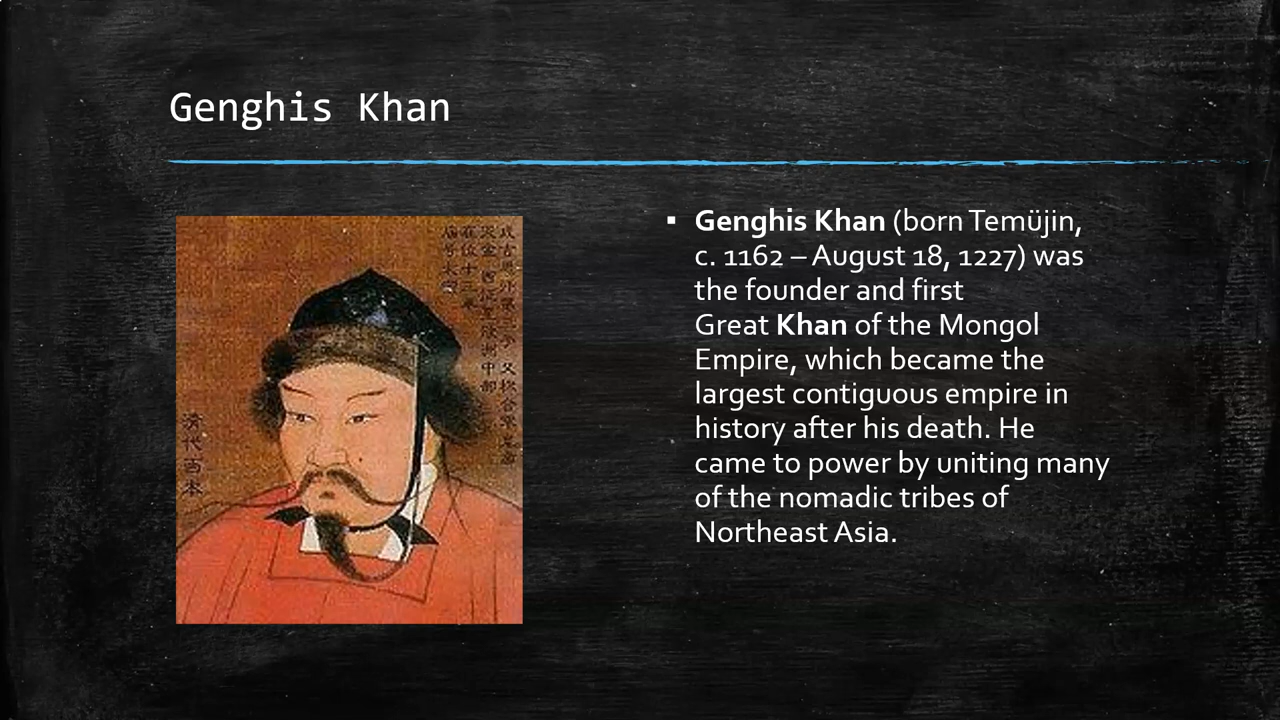 Genghis Khan
▪ Genghis Khan (born Temüjin,
c. 1162 – August 18, 1227) was
the founder and first
Great Khan of the Mongol
Empire, which became the
largest contiguous empire in
history after his death. He
came to power by uniting many
of the nomadic tribes of
Northeast Asia.